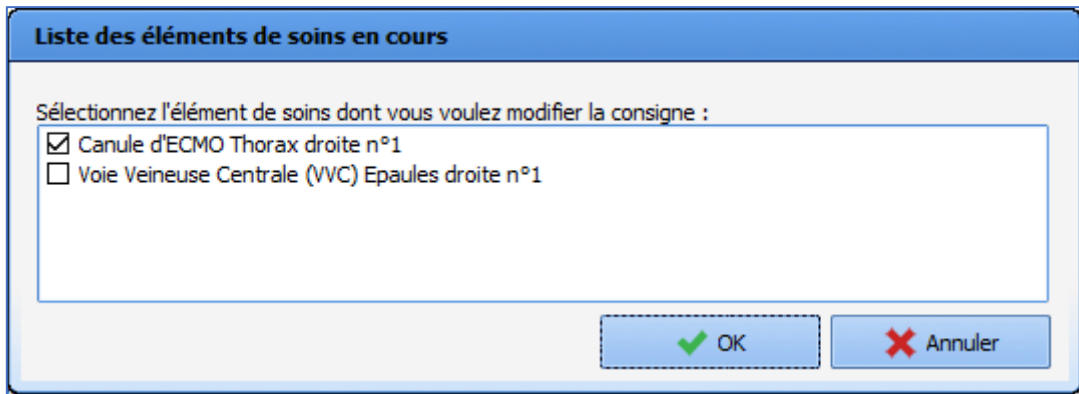 Liste des éléments de soins en cours
Sélectionnez l'élément de soins dont vous voulez modifier la consigne :
Canule d'ECMO Thorax droite n°1
Voie Veineuse Centrale (VVC) Epaules droite n°1
OK
Annuler